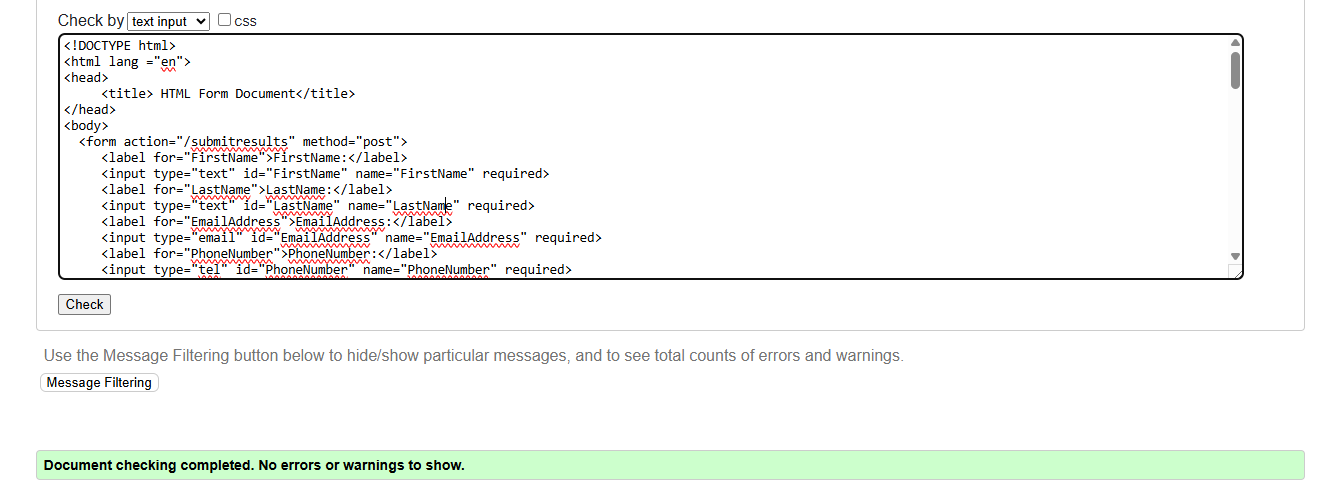 Check by text input css
<!DOCTYPE html>
<html lang ="en">
<head>
<title> HTML Form Document</title>
</head>
<body>
<form action="/submitresults" method="post">
<label for="FirstName">FirstName:</label>
<input type="text" id="FirstName" name="FirstName" required>
<label for="LastName">LastName:</label>
<input type="text" id="LastName" name="LastName" required>
<label for="EmailAddress">EmailAddress:</label>
<input type="email" id="EmailAddress" name="EmailAddress" required>
<label for="PhoneNumber">PhoneNumber:</label>
<input type="tel" id="PhoneNumber" name="PhoneNumber" required>
Check
Use the Message Filtering button below to hide/show particular messages, and to see total counts of errors and warnings.
Message Filtering
Document checking completed. No errors or warnings to show.